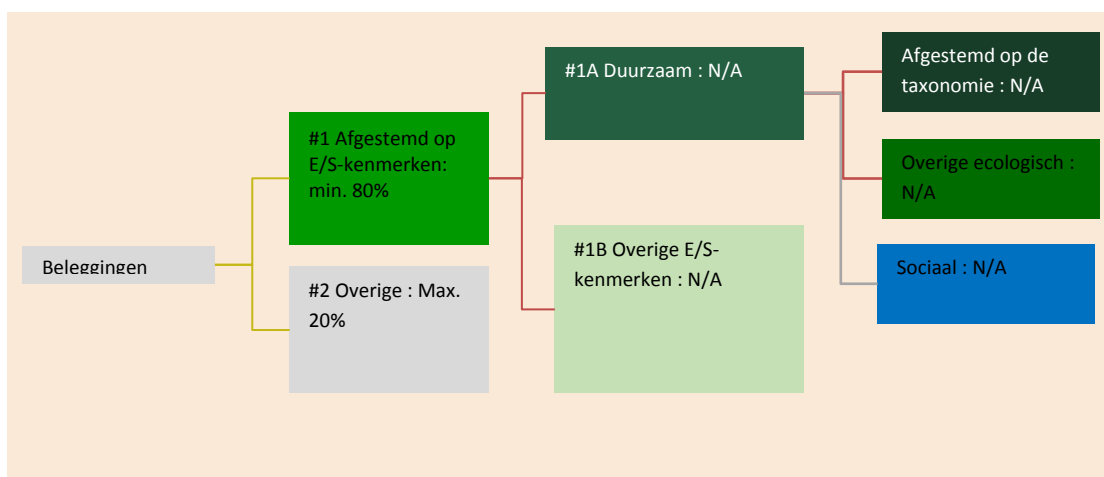 Beleggingen
#1 Afgestemd op
E/S-kenmerken:
min. 80%
#2 Overige : Max.
20%
#1A Duurzaam : N/A
#1B Overige E/S-
kenmerken : N/A
Afgestemd op de
taxonomie : N/A
Overige ecologisch :
N/A
Sociaal : N/A